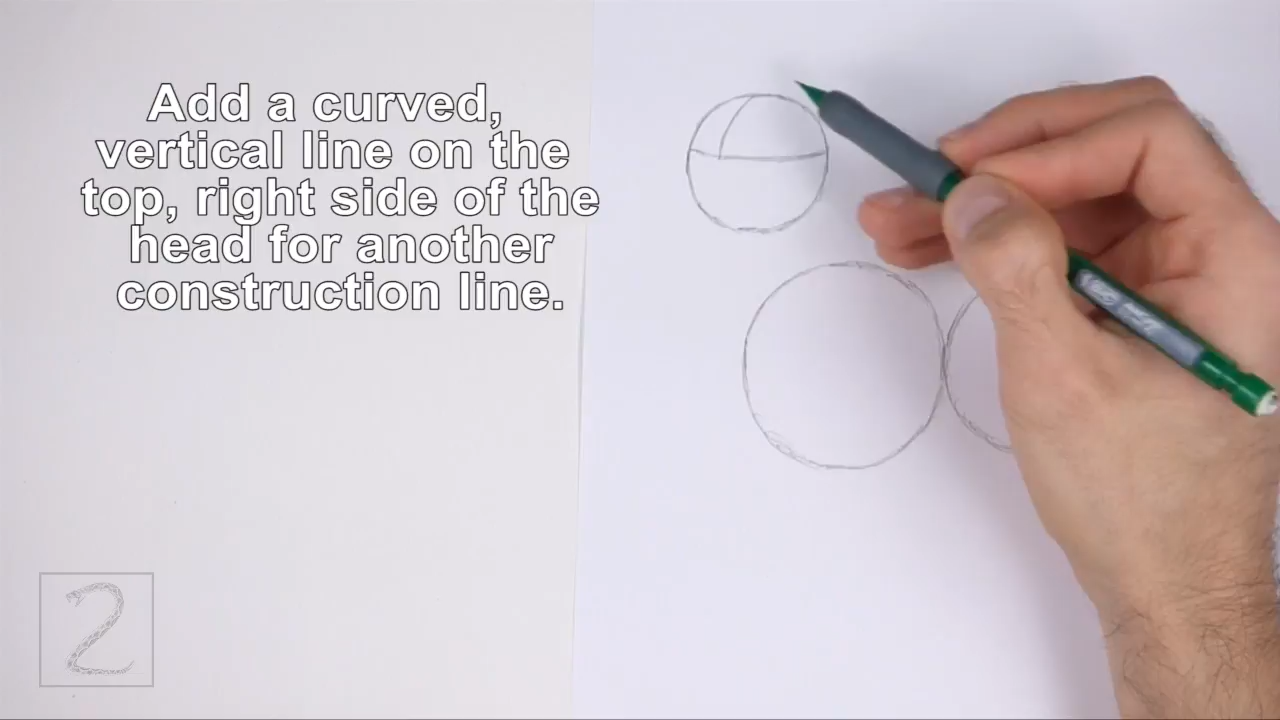 Add a curved,
vertical line on the
top, right side of the
head for another
construction line.
2